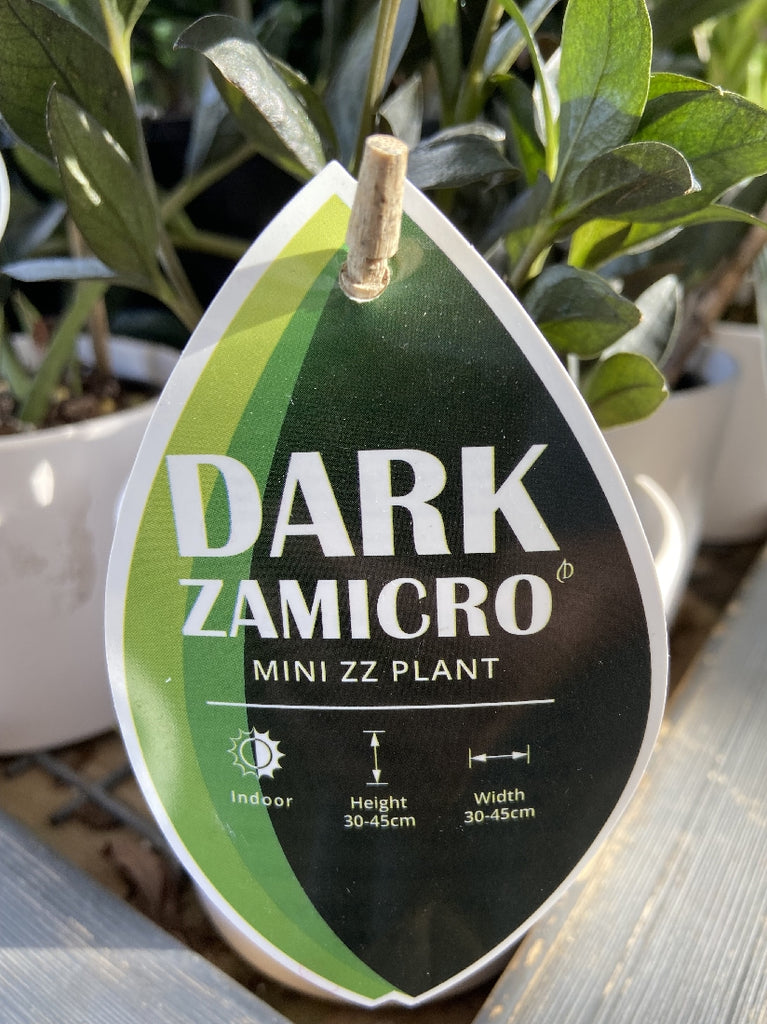 DARK
ZAMICRO
MINI ZZ PLANT
Indoor
Height
30-45cm
Width
30-45cm